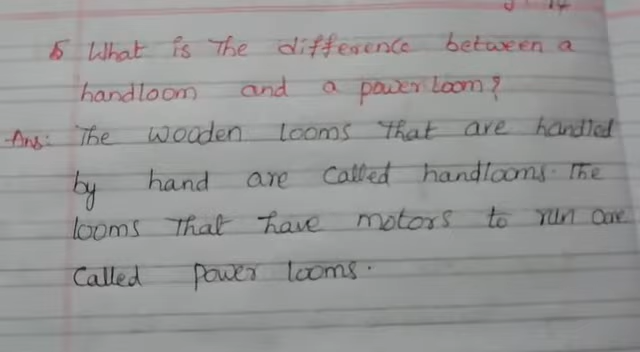 5 What is The difference between a
handloom and a power loom?
Ans: The wooden looms That are handled
by hand are called handlooms. The
looms That have motors to run are
Called power looms.